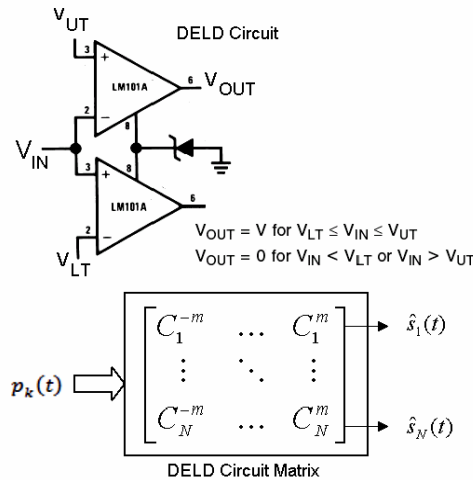 DELD Circuit
V_UT
3
+
LM101A
6
V_OUT
2
−
8
V_IN
3
+
8
LM101A
6
2
−
V_LT
V_OUT = V for V_LT ≤ V_IN ≤ V_UT
V_OUT = 0 for V_IN < V_LT or V_IN > V_UT
p_k(t)
C_1^{-m} … C_1^m
⋮ ⋱ ⋮
C_N^{-m} … C_N^m
ŝ_1(t)
ŝ_N(t)
DELD Circuit Matrix